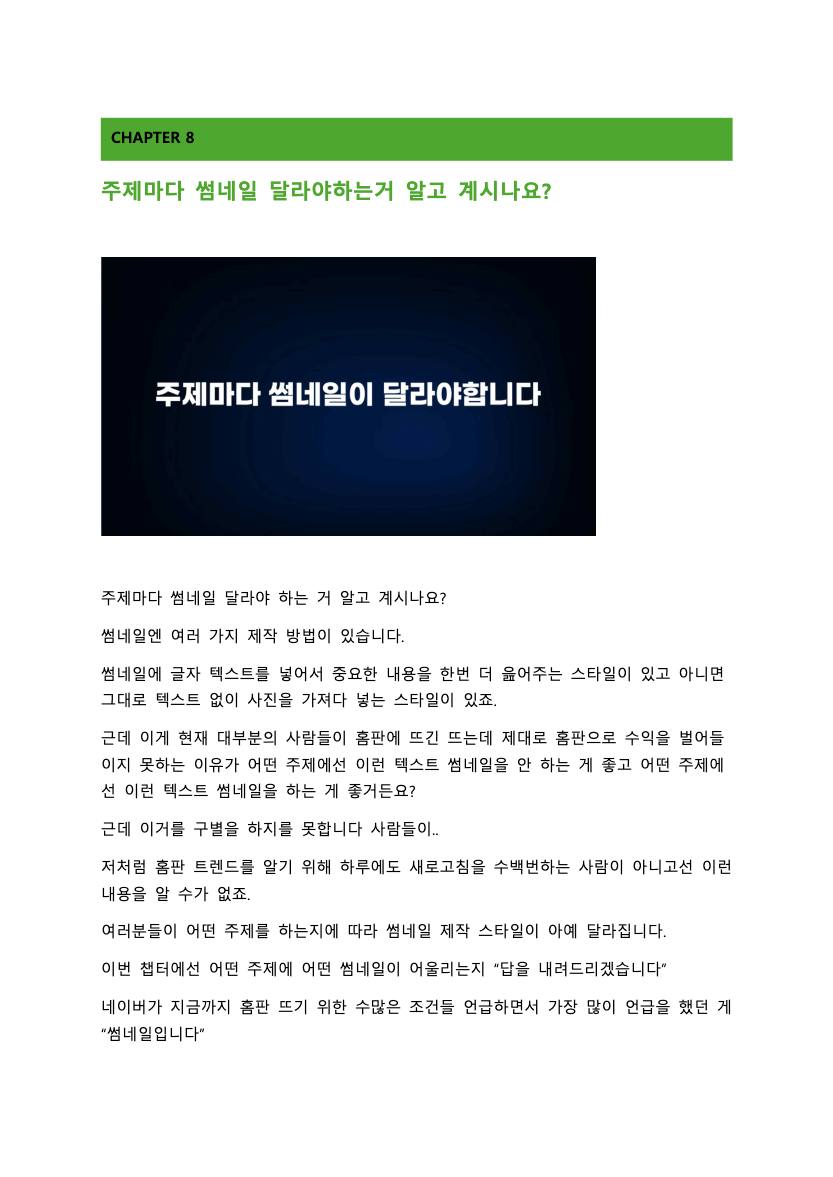 CHAPTER 8
주제마다 썸네일 달라야하는거 알고 계시나요?
주제마다 썸네일이 달라야합니다
주제마다 썸네일 달라야 하는 거 알고 계시나요?
썸네일엔 여러 가지 제작 방법이 있습니다.
썸네일에 글자 텍스트를 넣어서 중요한 내용을 한번 더 읊어주는 스타일이 있고 아니면
그대로 텍스트 없이 사진을 가져다 넣는 스타일이 있죠.
근데 이게 현재 대부분의 사람들이 홈판에 뜨긴 뜨는데 제대로 홈판으로 수익을 벌어들
이지 못하는 이유가 어떤 주제에선 이런 텍스트 썸네일을 안 하는 게 좋고 어떤 주제에
선 이런 텍스트 썸네일을 하는 게 좋거든요?
근데 이거를 구별을 하지를 못합니다 사람들이..
저처럼 홈판 트렌드를 알기 위해 하루에도 새로고침을 수백번하는 사람이 아니고선 이런
내용을 알 수가 없죠.
여러분들이 어떤 주제를 하는지에 따라 썸네일 제작 스타일이 아예 달라집니다.
이번 챕터에선 어떤 주제에 어떤 썸네일이 어울리는지 “답을 내려드리겠습니다”
네이버가 지금까지 홈판 뜨기 위한 수많은 조건들 언급하면서 가장 많이 언급을 했던 게
“썸네일입니다”